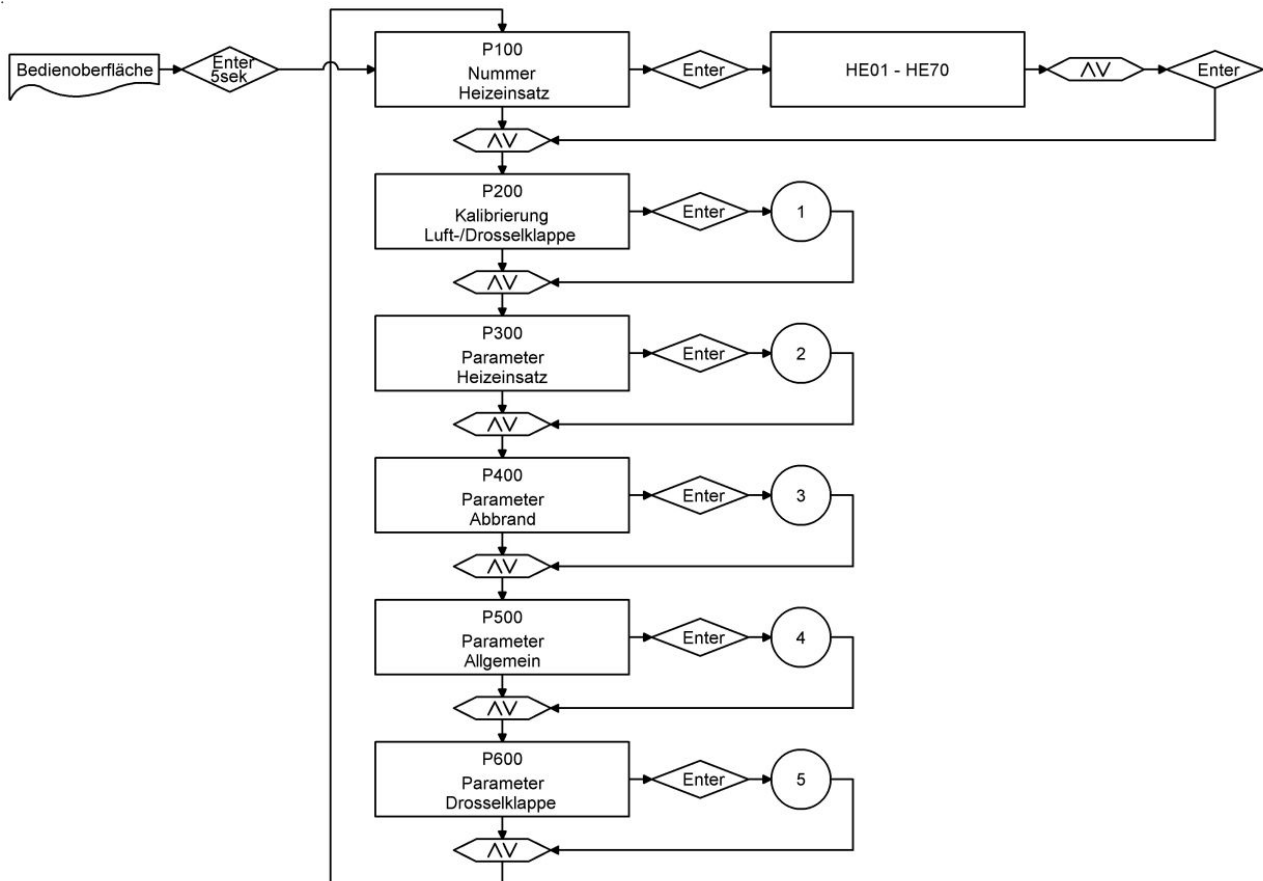 Bedienoberfläche
Enter
5sek
P100
Nummer
Heizeinsatz
Enter
HE01 - HE70
ΛV
Enter
ΛV
P200
Kalibrierung
Luft-/Drosselklappe
Enter
1
ΛV
P300
Parameter
Heizeinsatz
Enter
2
ΛV
P400
Parameter
Abbrand
Enter
3
ΛV
P500
Parameter
Allgemein
Enter
4
ΛV
P600
Parameter
Drosselklappe
Enter
5
ΛV